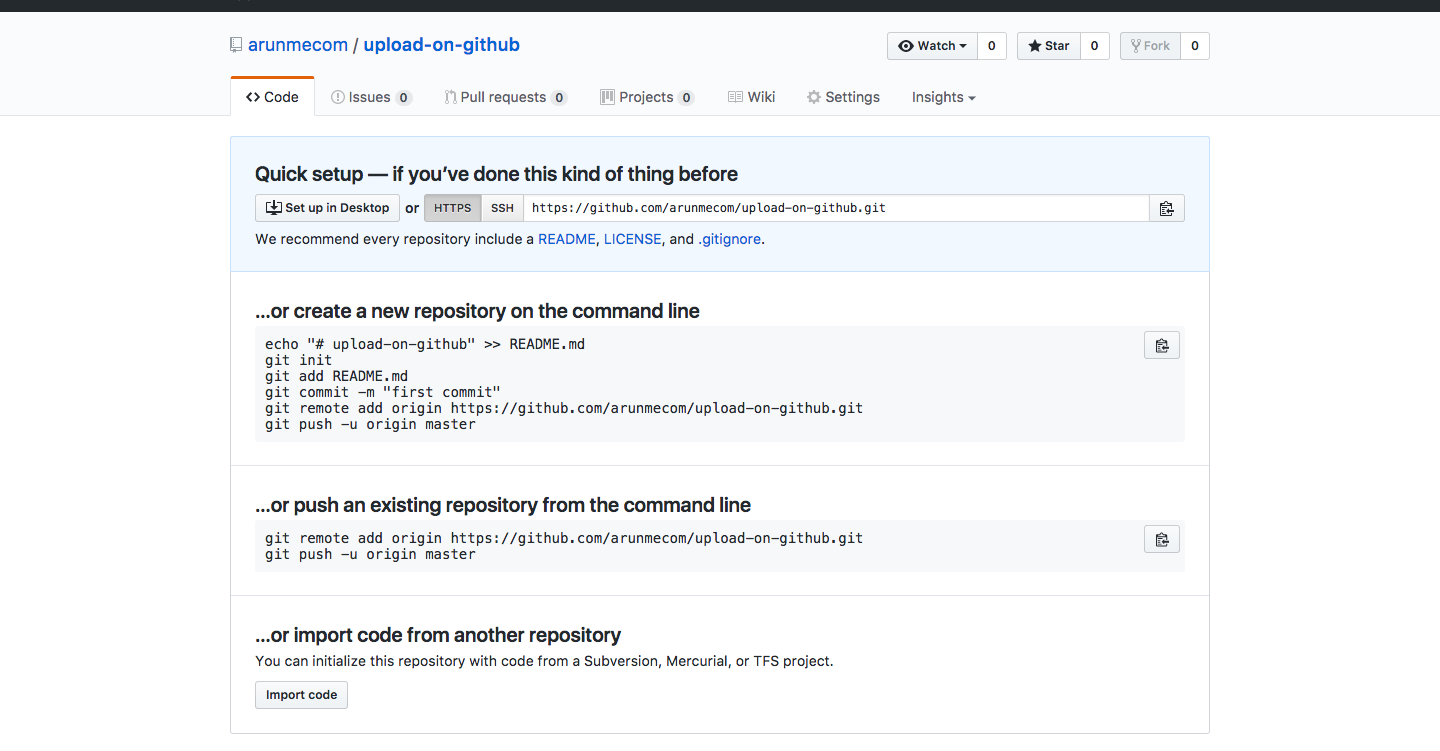 arunmecom / upload-on-github
Watch 0 Star 0 Fork 0
Code Issues 0 Pull requests 0 Projects 0 Wiki Settings Insights
Quick setup — if you’ve done this kind of thing before
Set up in Desktop or HTTPS SSH https://github.com/arunmecom/upload-on-github.git
We recommend every repository include a README, LICENSE, and .gitignore.
…or create a new repository on the command line
echo "# upload-on-github" >> README.md
git init
git add README.md
git commit -m "first commit"
git remote add origin https://github.com/arunmecom/upload-on-github.git
git push -u origin master
…or push an existing repository from the command line
git remote add origin https://github.com/arunmecom/upload-on-github.git
git push -u origin master
…or import code from another repository
You can initialize this repository with code from a Subversion, Mercurial, or TFS project.
Import code